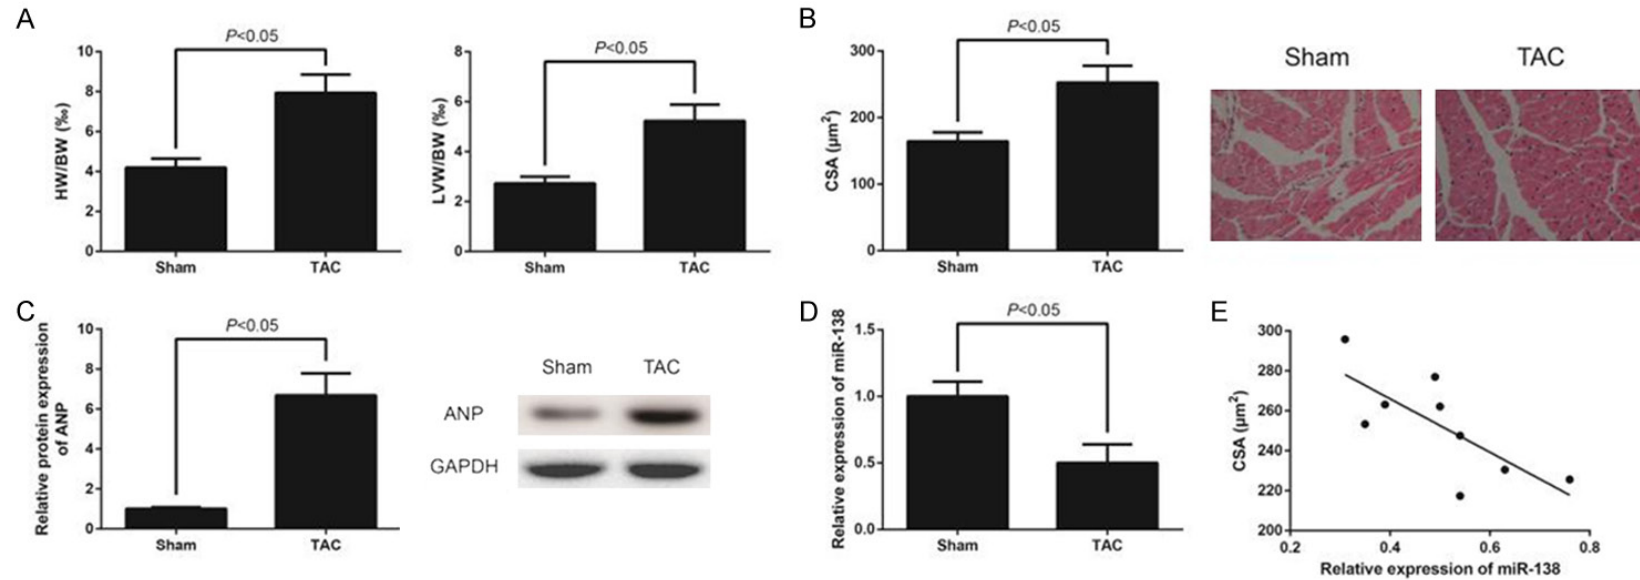 A
P<0.05
HW/BW (‰)
10
8
6
4
2
0
Sham TAC
P<0.05
LVW/BW (‰)
8
6
4
2
0
Sham TAC
B
P<0.05
CSA (µm²)
300
200
100
0
Sham TAC
Sham TAC
C
P<0.05
Relative protein expression
of ANP
10
8
6
4
2
0
Sham TAC
Sham TAC
ANP
GAPDH
D
P<0.05
Relative expression of miR-138
1.5
1.0
0.5
0.0
Sham TAC
E
CSA (µm²)
300
280
260
240
220
200
0.2 0.4 0.6 0.8
Relative expression of miR-138